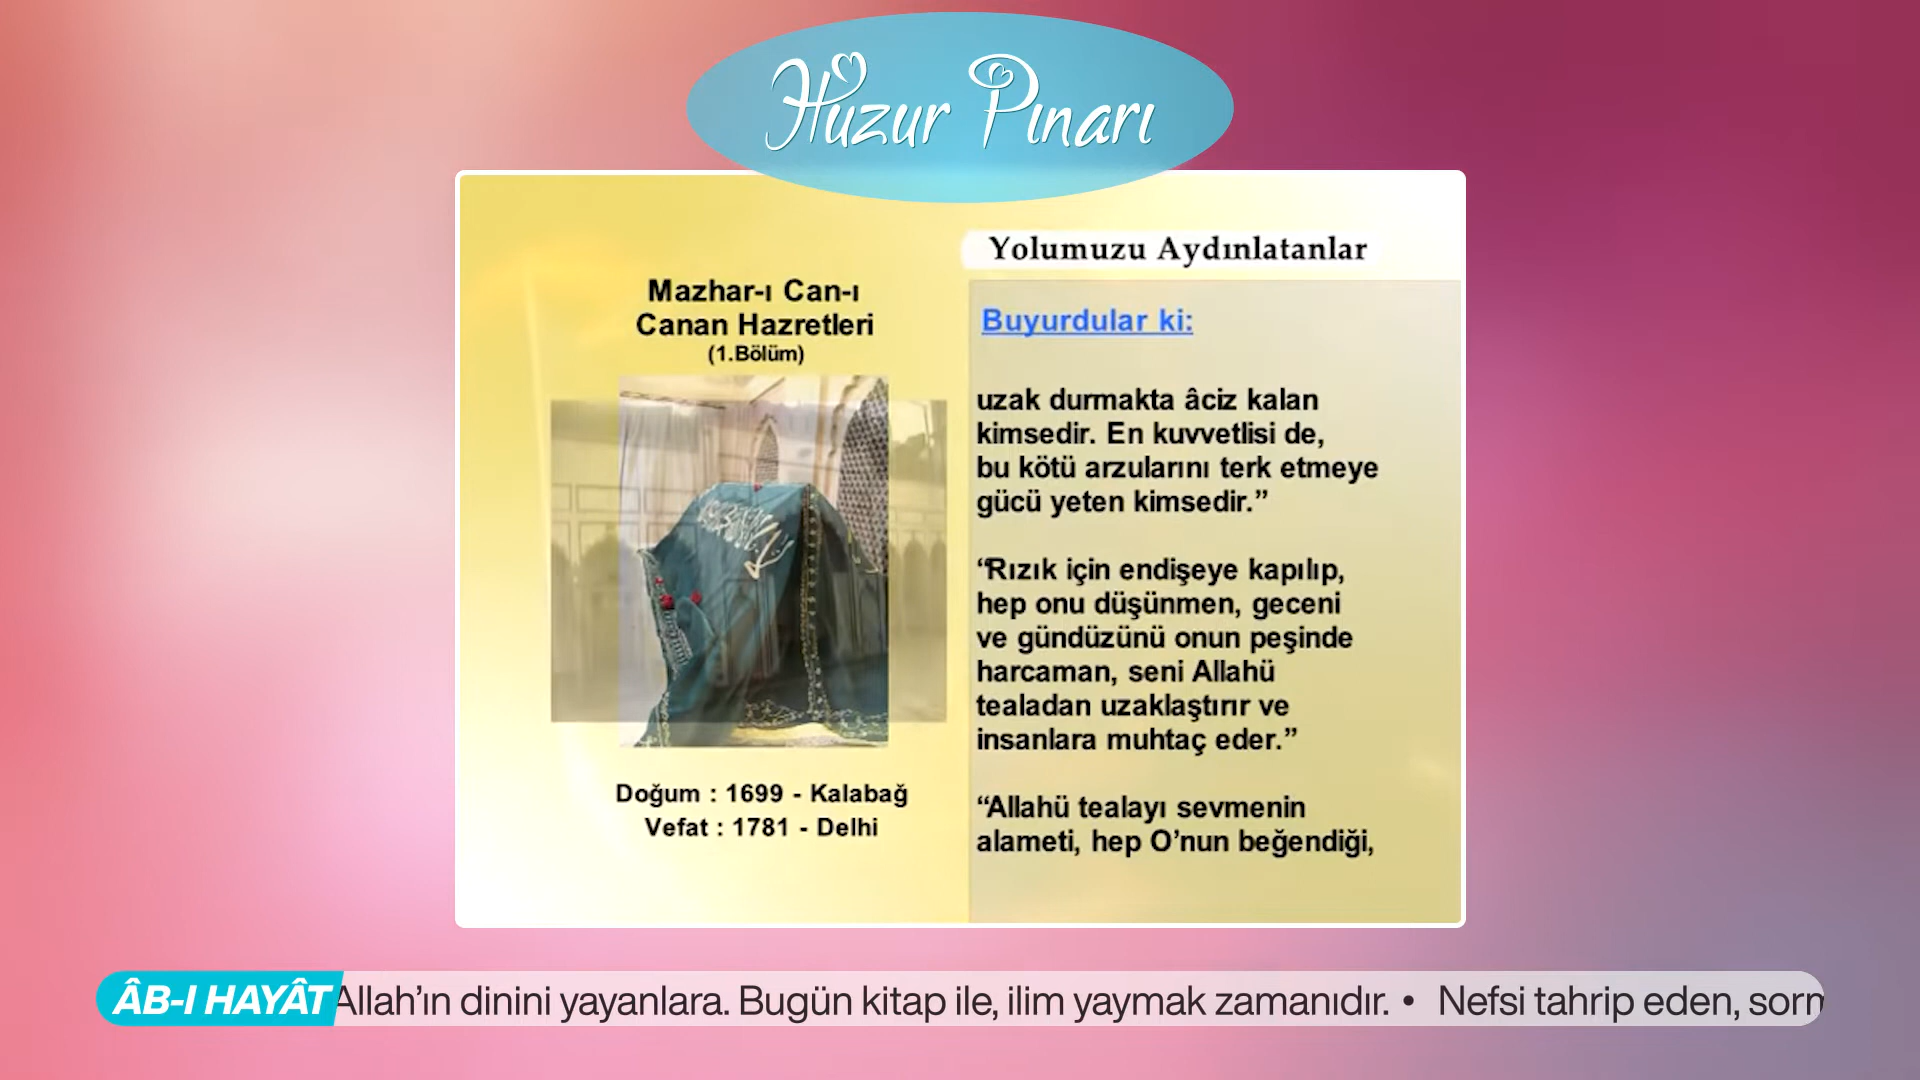 Huzur Pınarı
Yolumuzu Aydınlatanlar
Mazhar-ı Can-ı
Canan Hazretleri
(1.Bölüm)
Doğum : 1699 - Kalabağ
Vefat : 1781 - Delhi
Buyurdular ki:
uzak durmakta âciz kalan
kimsedir. En kuvvetlisi de,
bu kötü arzularını terk etmeye
gücü yeten kimsedir.”
“Rızık için endişeye kapılıp,
hep onu düşünmen, geceni
ve gündüzünü onun peşinde
harcaman, seni Allahü
tealadan uzaklaştırır ve
insanlara muhtaç eder.”
“Allahü tealayı sevmenin
alameti, hep O’nun beğendiği,
ÂB-I HAYÂT Allah’ın dinini yayanlara. Bugün kitap ile, ilim yaymak zamanıdır. • Nefsi tahrip eden,